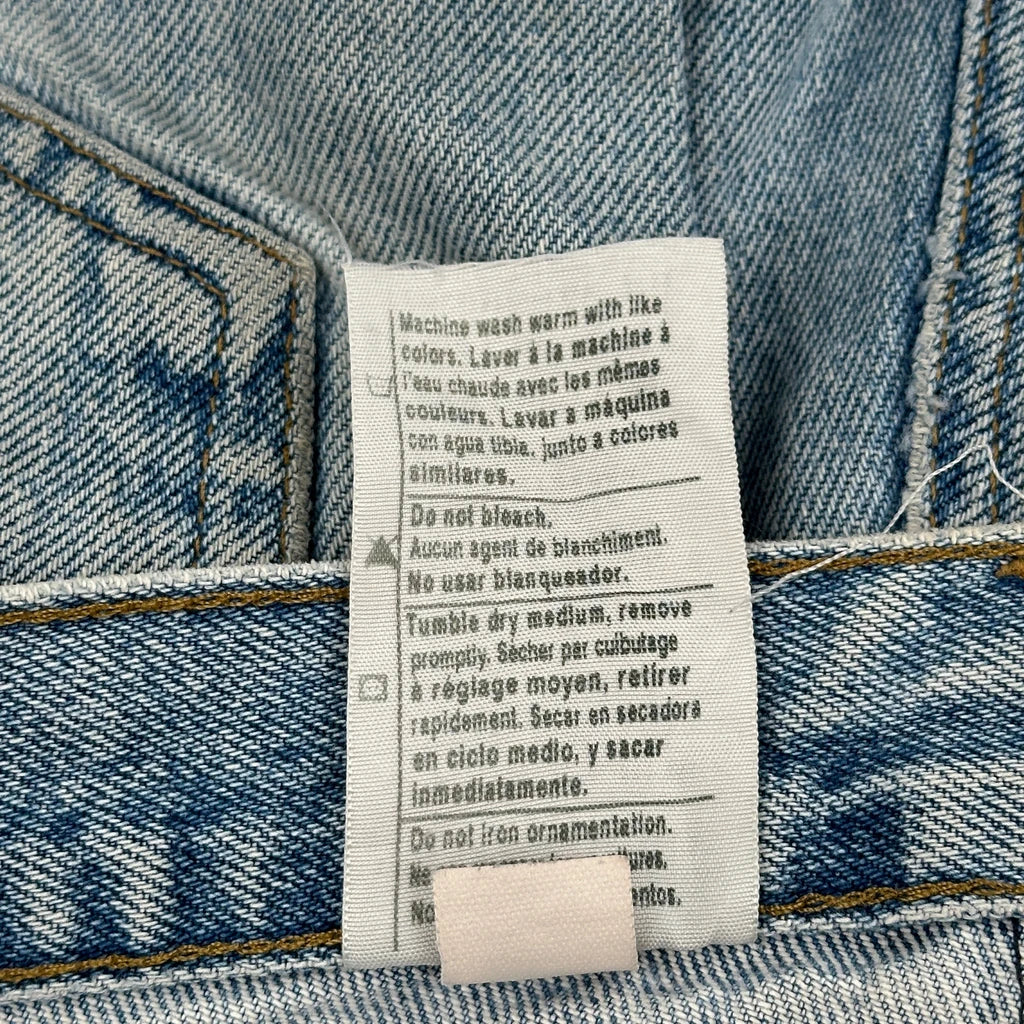 Machine wash warm with like
colors. Laver à la machine à
l'eau chaude avec les mêmes
couleurs. Lavar a máquina
con agua tibia, junto a colores
similares.
Do not bleach.
Aucun agent de blanchiment.
No usar blanqueador.
Tumble dry medium, remove
promptly. Sécher par culbutage
à réglage moyen, retirer
rapidement. Secar en secadora
en ciclo medio, y sacar
inmediatamente.
Do not iron ornamentation.
Ne
No